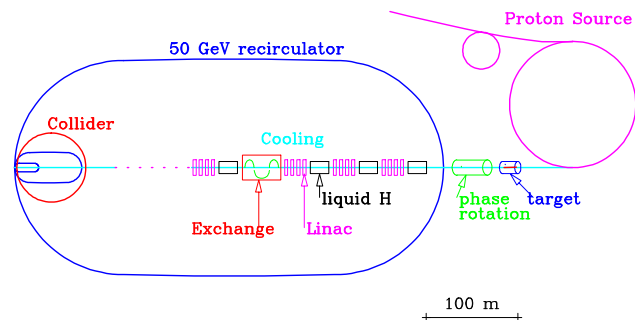 Proton Source
50 GeV recirculator
Collider
Cooling
liquid H
phase
rotation
target
Exchange
Linac
100 m